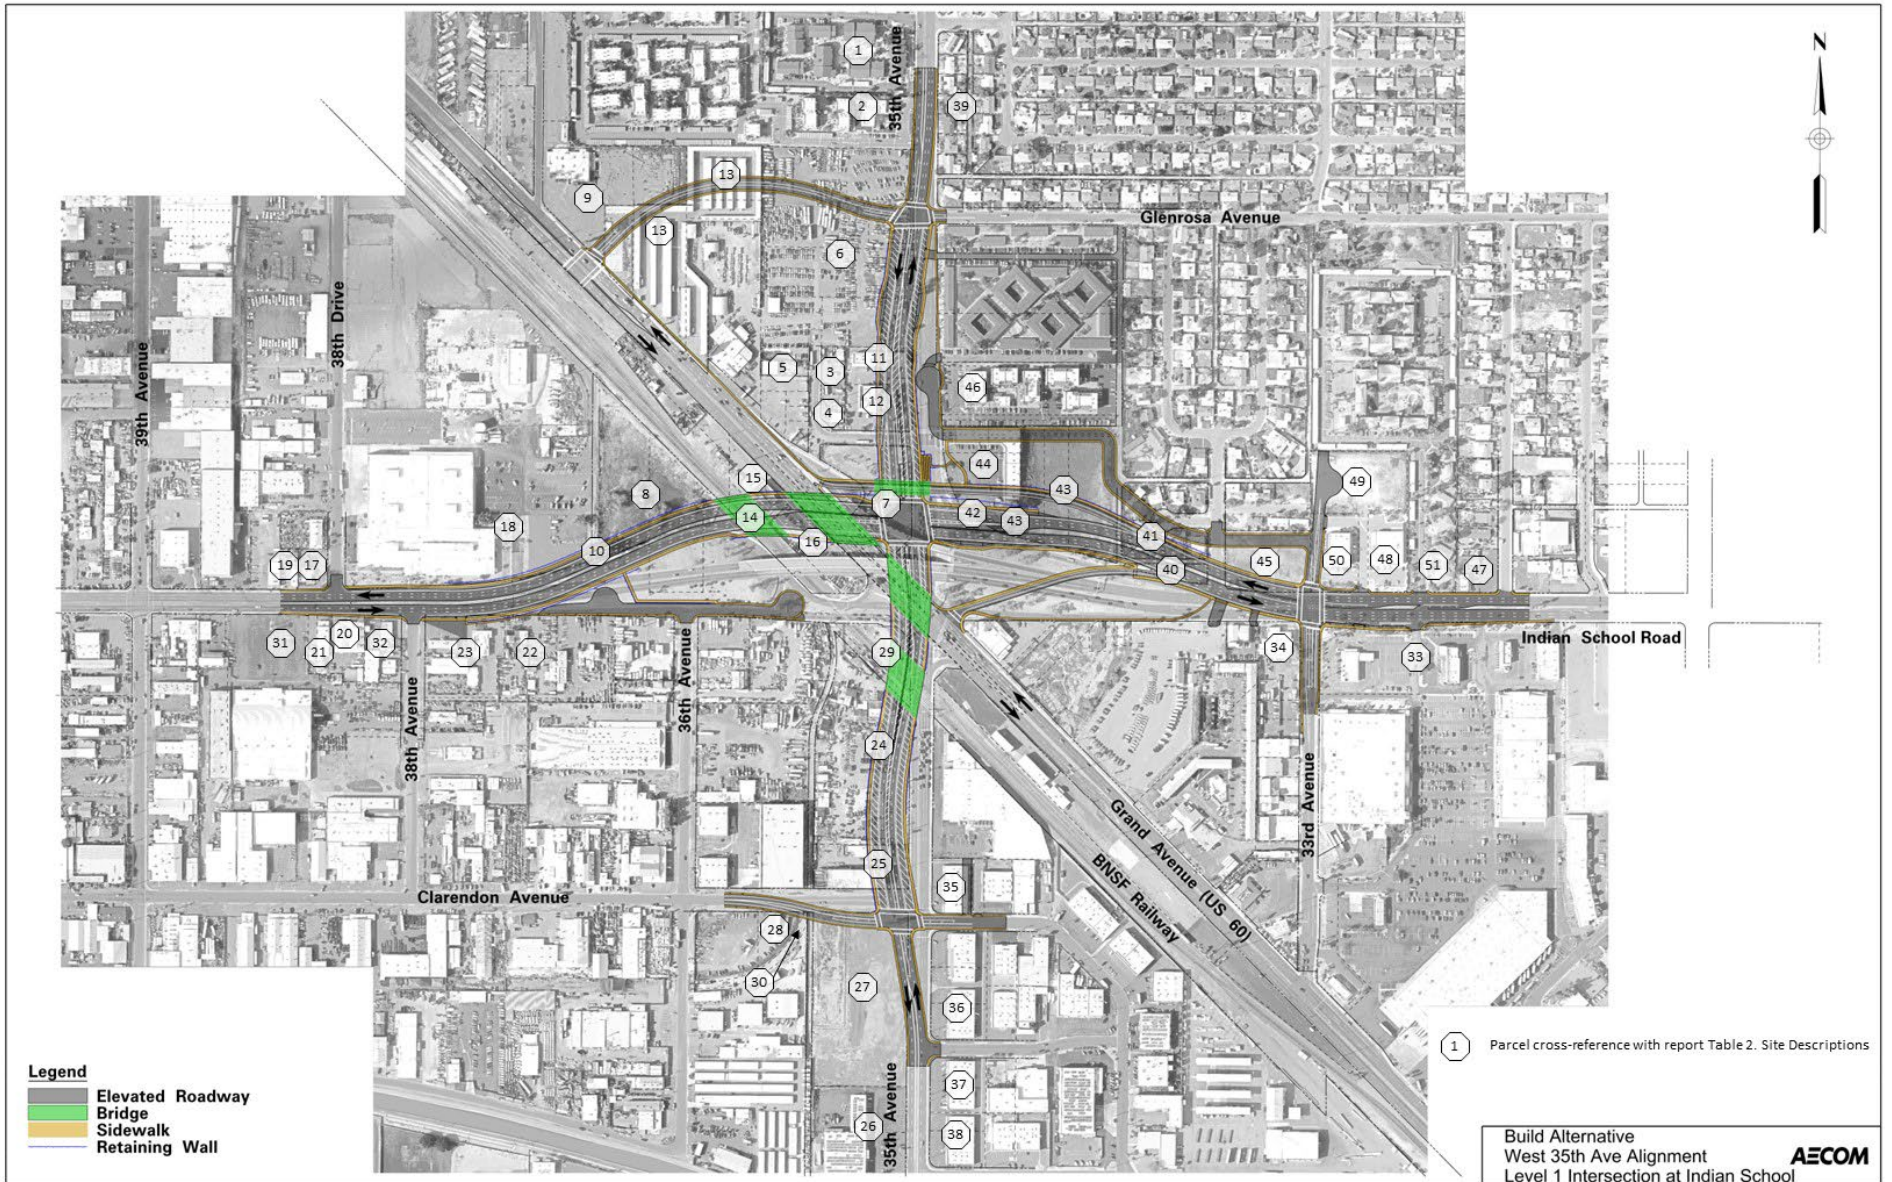 1
35th Avenue
2
39
N
13
9
13
Glenrosa Avenue
6
38th Drive
39th Avenue
11
5
3
46
12
4
44
15
49
8
43
7
14
42
43
18
16
41
10
19
17
40
45
50
48
51
47
31
20
32
21
23
22
36th Avenue
29
34
33
Indian School Road
38th Avenue
24
33rd Avenue
Grand Avenue (US 60)
BNSF Railway
25
35
Clarendon Avenue
28
30
27
36
1 Parcel cross-reference with report Table 2. Site Descriptions
37
35th Avenue
26
38
Legend
Elevated Roadway
Bridge
Sidewalk
Retaining Wall
Build Alternative
West 35th Ave Alignment
AECOM
Level 1 Intersection at Indian School